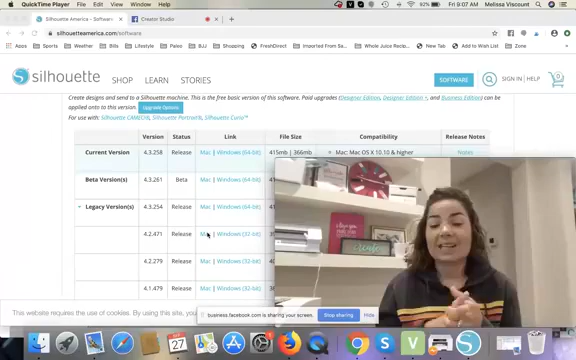 QuickTime Player File Edit View Window Help 92% Fri 9:07 AM Melissa Viscount
Silhouette America - Software Creator Studio
silhouetteamerica.com/software
Apps Sports Weather Bills To Do List Calendar Paleo BJJ FreshDirect Imported From Sa... Recipes New Tab Add to Wish List Zone
silhouette SHOP LEARN STORIES SOFTWARE SIGN IN | HELP
Create designs and send to a Silhouette machine. This is the free basic version of this software. Paid upgrades (Designer Edition, Designer Edition +, and Business Edition) can be
applied onto this version. Upgrade Options
For use with: Silhouette CAMEO®, Silhouette Portrait®, Silhouette Curio™
Version Status Link File Size Compatibility Release Notes
Current Version 4.3.258 Release Mac | Windows (64-bit) 415mb | 366mb Mac: Mac OS X 10.10 & higher Notes
Beta Version(s) 4.3.261 Beta Mac | Windows (64-bit)
Legacy Version(s) 4.3.254 Release Mac | Windows (64-bit)
4.2.471 Release Mac | Windows (32-bit)
4.2.279 Release Mac | Windows (32-bit)
4.1.479 Release Mac | Windows (32-bit)
create
This website requires the use of cookies. By using this site, you
business.facebook.com is sharing your screen. Stop sharing Hide
27